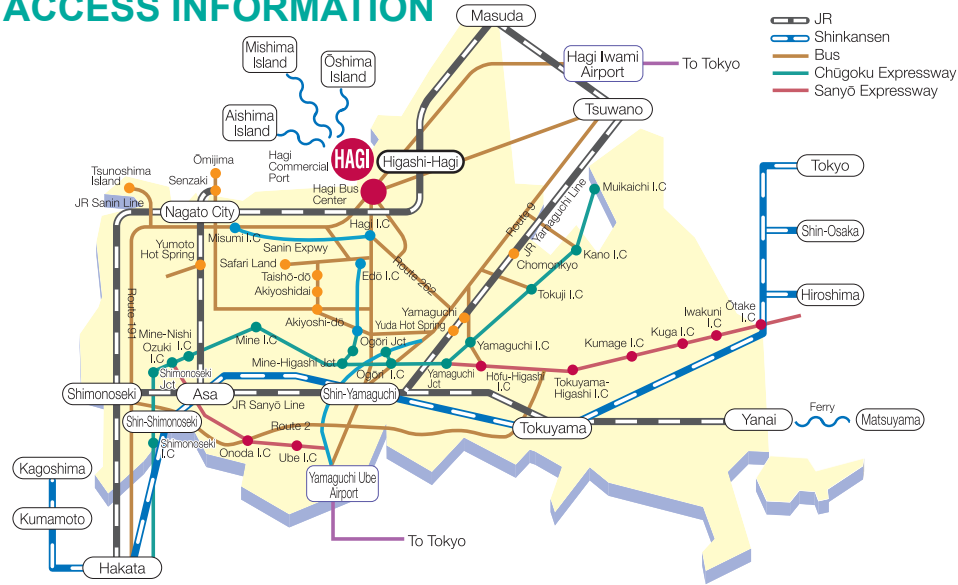 ACCESS INFORMATION
Masuda
JR
Shinkansen
Bus
Chūgoku Expressway
Sanyō Expressway
Mishima
Island
Ōshima
Island
Hagi Iwami
Airport
To Tokyo
Aishima
Island
Tsuwano
Hagi
Commercial
Port
HAGI
Higashi-Hagi
Ōmijima
Tsunoshima
Island
Senzaki
Hagi Bus
Center
Muikaichi I.C
Tokyo
JR Sanin Line
Nagato City
Hagi I.C
Route 9
JR Yamaguchi Line
Shin-Osaka
Misumi I.C
Sanin Expwy
Yumoto
Hot Spring
Safari Land
Taishō-dō
Akiyoshidai
Edō I.C
Route 262
Chomonkyo
Kano I.C
Tokuji I.C
Hiroshima
Route 191
Akiyoshi-dō
Yamaguchi
Yuda Hot Spring
Ōtake
I.C
Iwakuni
I.C
Kuga I.C
Kumage I.C
Mine-Nishi
I.C
Ozuki
I.C
Mine I.C
Ogōri Jct
Yamaguchi I.C
Mine-Higashi Jct
Ogōri I.C
Yamaguchi
Jct
Hōfu-Higashi
I.C
Tokuyama-
Higashi I.C
Shimonoseki
Jct
Shimonoseki
Asa
Shin-Yamaguchi
JR Sanyō Line
Shin-Shimonoseki
Route 2
Tokuyama
Yanai
Ferry
Matsuyama
Shimonoseki
I.C
Onoda I.C
Ube I.C
Kagoshima
Yamaguchi Ube
Airport
Kumamoto
To Tokyo
Hakata